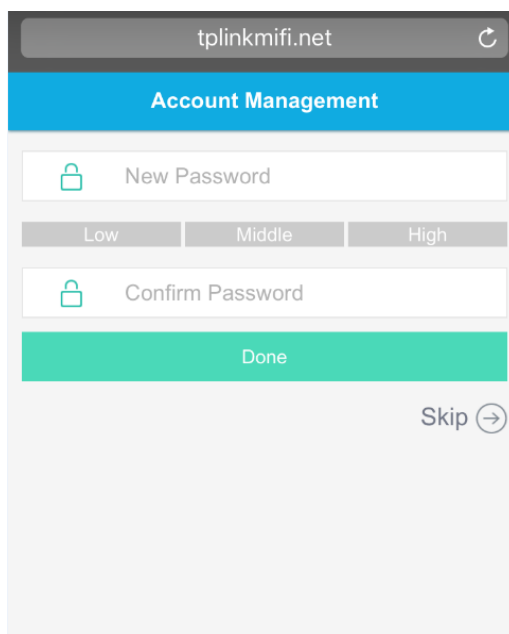 tplinkmifi.net
Account Management
New Password
Low Middle High
Confirm Password
Done
Skip